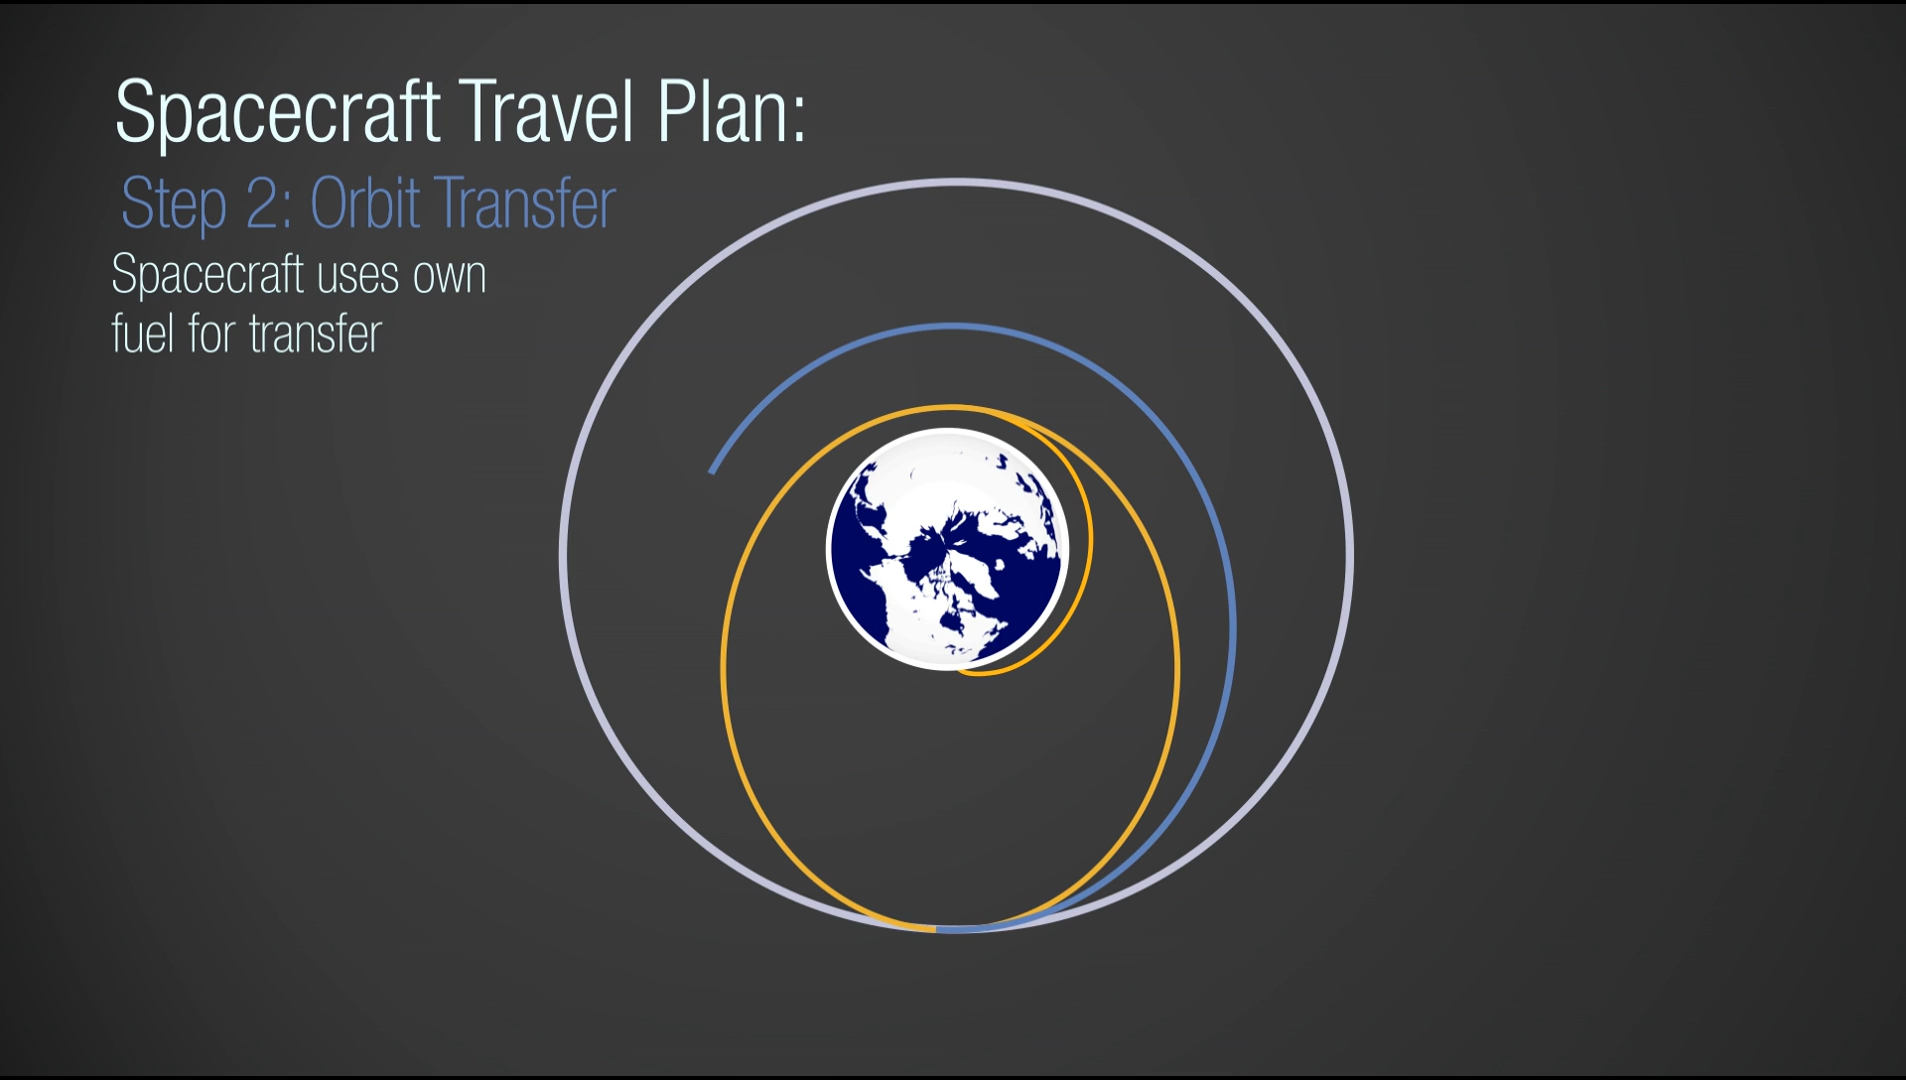 Spacecraft Travel Plan:
Step 2: Orbit Transfer
Spacecraft uses own
fuel for transfer